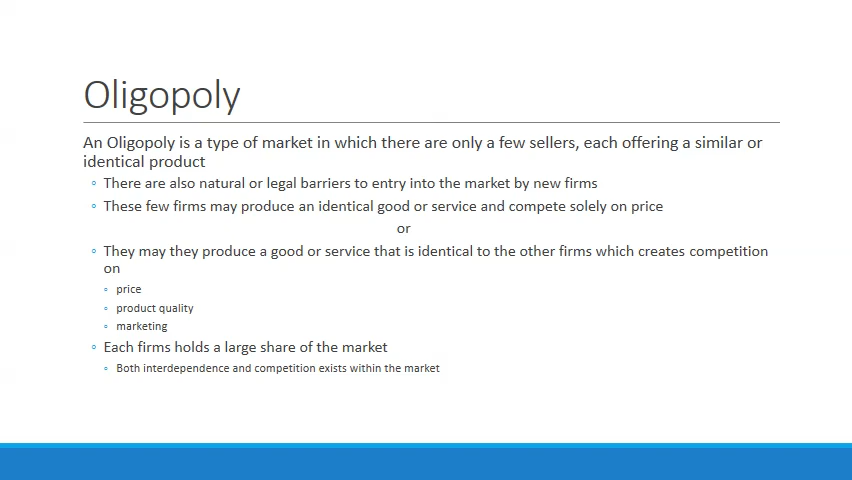 Oligopoly
An Oligopoly is a type of market in which there are only a few sellers, each offering a similar or
identical product
◦ There are also natural or legal barriers to entry into the market by new firms
◦ These few firms may produce an identical good or service and compete solely on price
or
◦ They may they produce a good or service that is identical to the other firms which creates competition
on
◦ price
◦ product quality
◦ marketing
◦ Each firms holds a large share of the market
◦ Both interdependence and competition exists within the market